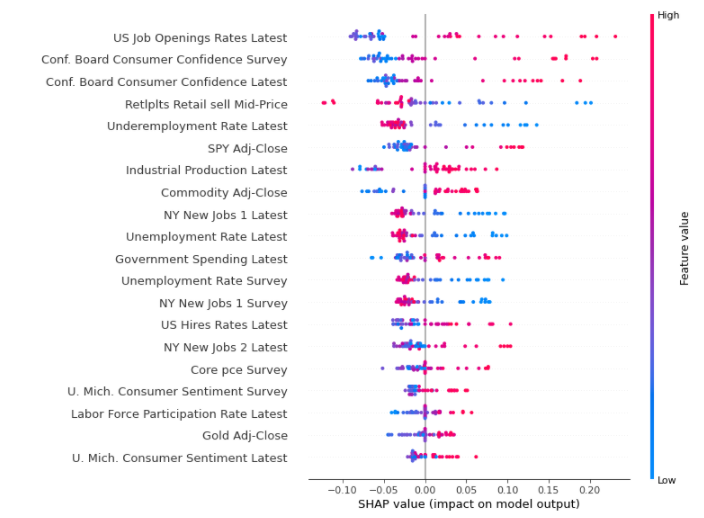 High
US Job Openings Rates Latest
Conf. Board Consumer Confidence Survey
Conf. Board Consumer Confidence Latest
Retlplts Retail sell Mid-Price
Underemployment Rate Latest
SPY Adj-Close
Industrial Production Latest
Commodity Adj-Close
NY New Jobs 1 Latest
Unemployment Rate Latest
Government Spending Latest
Unemployment Rate Survey
NY New Jobs 1 Survey
US Hires Rates Latest
NY New Jobs 2 Latest
Core pce Survey
U. Mich. Consumer Sentiment Survey
Labor Force Participation Rate Latest
Gold Adj-Close
U. Mich. Consumer Sentiment Latest
Feature value
Low
−0.10 −0.05 0.00 0.05 0.10 0.15 0.20
SHAP value (impact on model output)